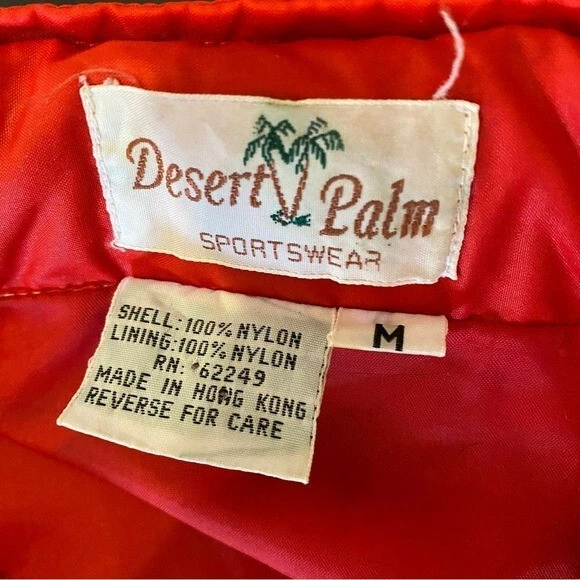 Desert Palm
SPORTSWEAR
M
SHELL: 100% NYLON
LINING: 100% NYLON
RN: 62249
MADE IN HONG KONG
REVERSE FOR CARE